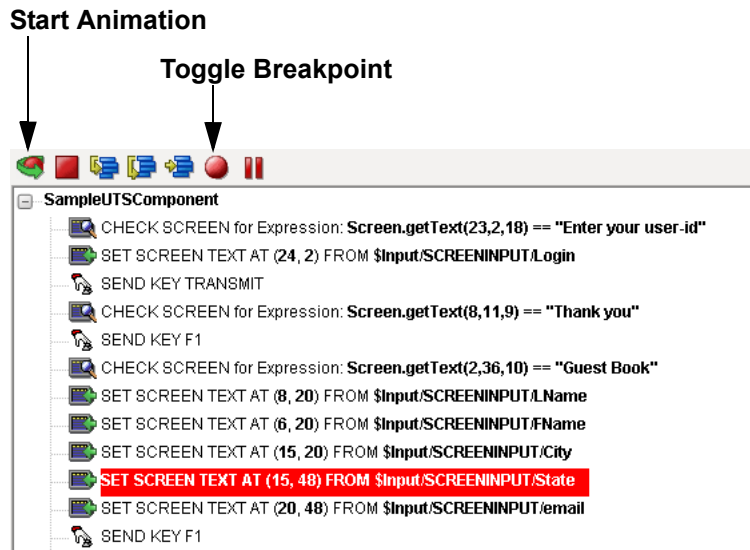 Start Animation
Toggle Breakpoint
SampleUTSComponent
CHECK SCREEN for Expression: Screen.getText(23,2,18) == "Enter your user-id"
SET SCREEN TEXT AT (24, 2) FROM $Input/SCREENINPUT/Login
SEND KEY TRANSMIT
CHECK SCREEN for Expression: Screen.getText(8,11,9) == "Thank you"
SEND KEY F1
CHECK SCREEN for Expression: Screen.getText(2,36,10) == "Guest Book"
SET SCREEN TEXT AT (8, 20) FROM $Input/SCREENINPUT/LName
SET SCREEN TEXT AT (6, 20) FROM $Input/SCREENINPUT/FName
SET SCREEN TEXT AT (15, 20) FROM $Input/SCREENINPUT/City
SET SCREEN TEXT AT (15, 48) FROM $Input/SCREENINPUT/State
SET SCREEN TEXT AT (20, 48) FROM $Input/SCREENINPUT/email
SEND KEY F1